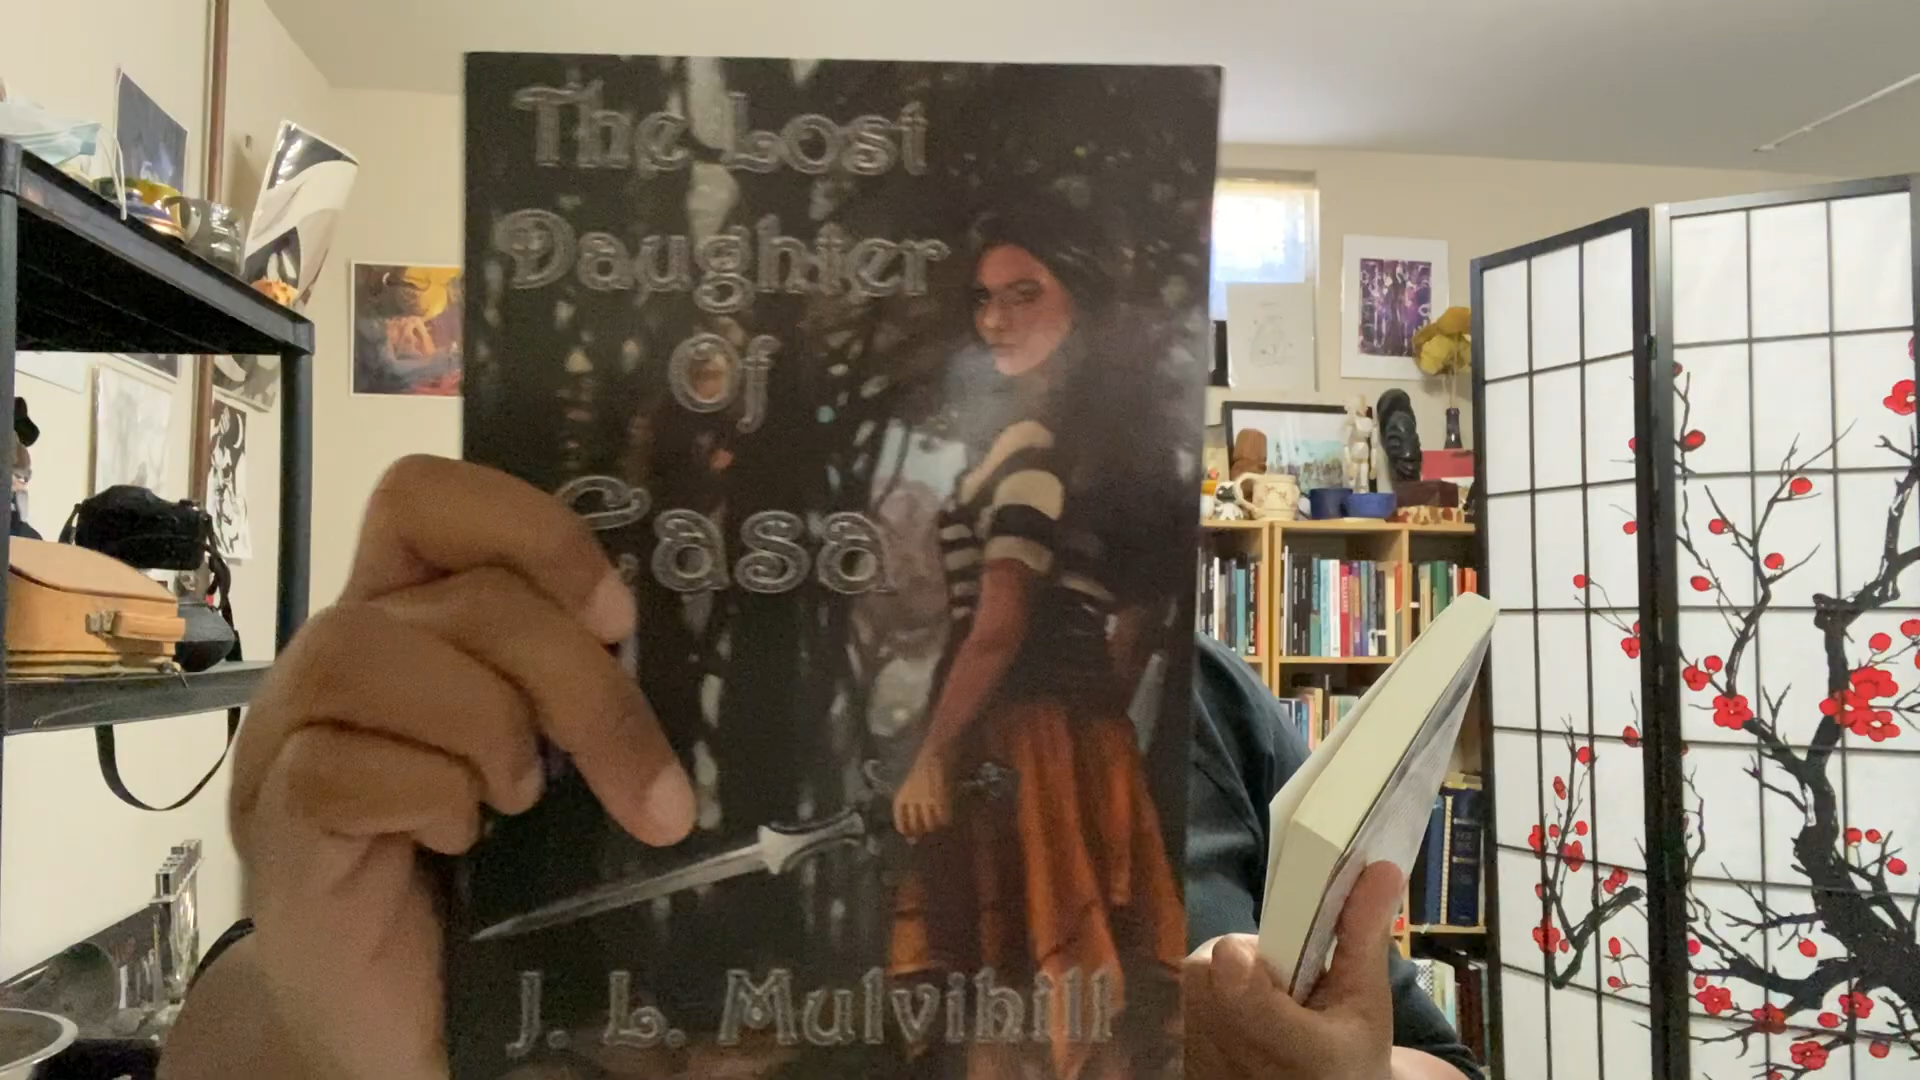 The Lost
Daughter
Of
Casa
J. L. Mulvihill